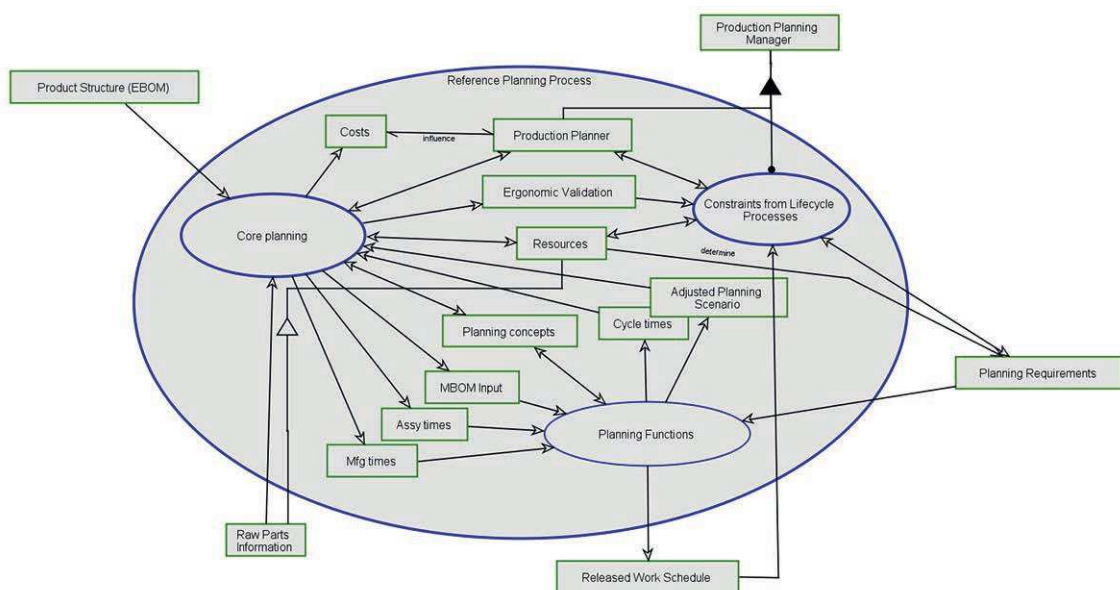 Production Planning
Manager
Reference Planning Process
Product Structure (EBOM)
Costs
influence
Production Planner
Ergonomic Validation
Constraints from Lifecycle
Processes
Core planning
Resources
determine
Adjusted Planning
Scenario
Cycle times
Planning concepts
Planning Requirements
MBOM Input
Assy times
Planning Functions
Mfg times
Raw Parts
Information
Released Work Schedule